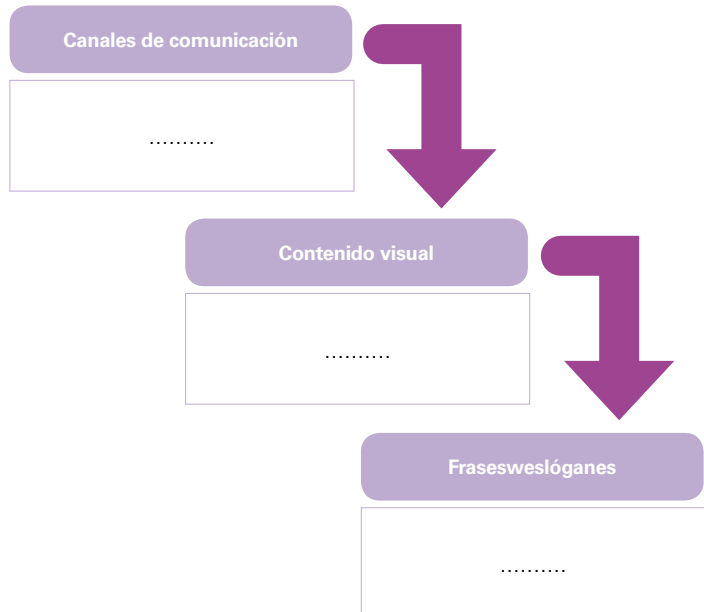 Canales de comunicación
..........
Contenido visual
..........
Frasesweslóganes
..........